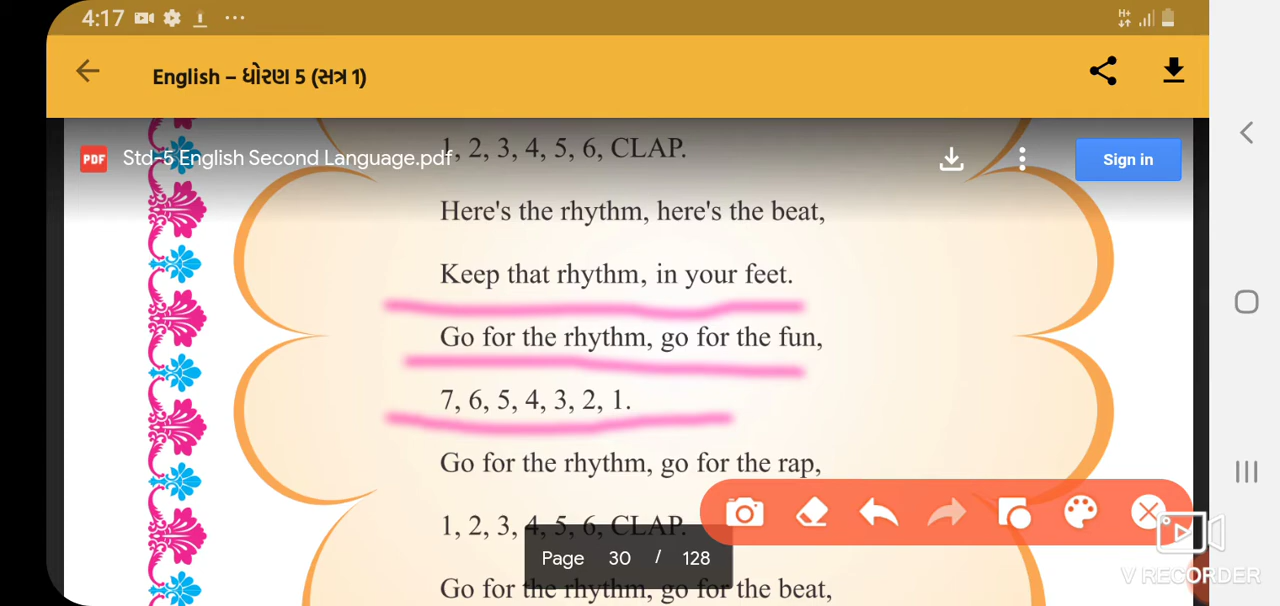 4:17
English – ધોરણ 5 (સત્ર 1)
1, 2, 3, 4, 5, 6, CLAP.
PDF Std-5 English Second Language.pdf Sign in
Here's the rhythm, here's the beat,
Keep that rhythm, in your feet.
Go for the rhythm, go for the fun,
7, 6, 5, 4, 3, 2, 1.
Go for the rhythm, go for the rap,
1, 2, 3, 4, 5, 6, CLAP.
Page 30 / 128
V RECORDER
Go for the rhythm, go for the beat,